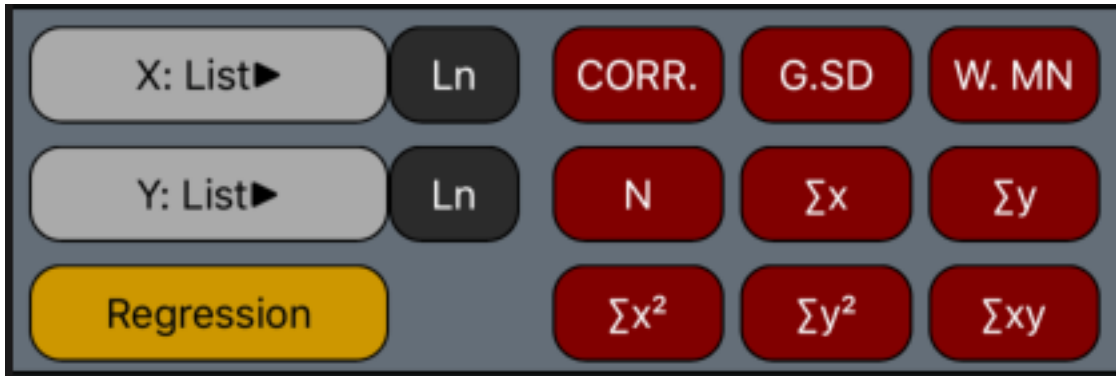 X: List► Ln CORR. G.SD W. MN
Y: List► Ln N ∑x ∑y
Regression ∑x² ∑y² ∑xy